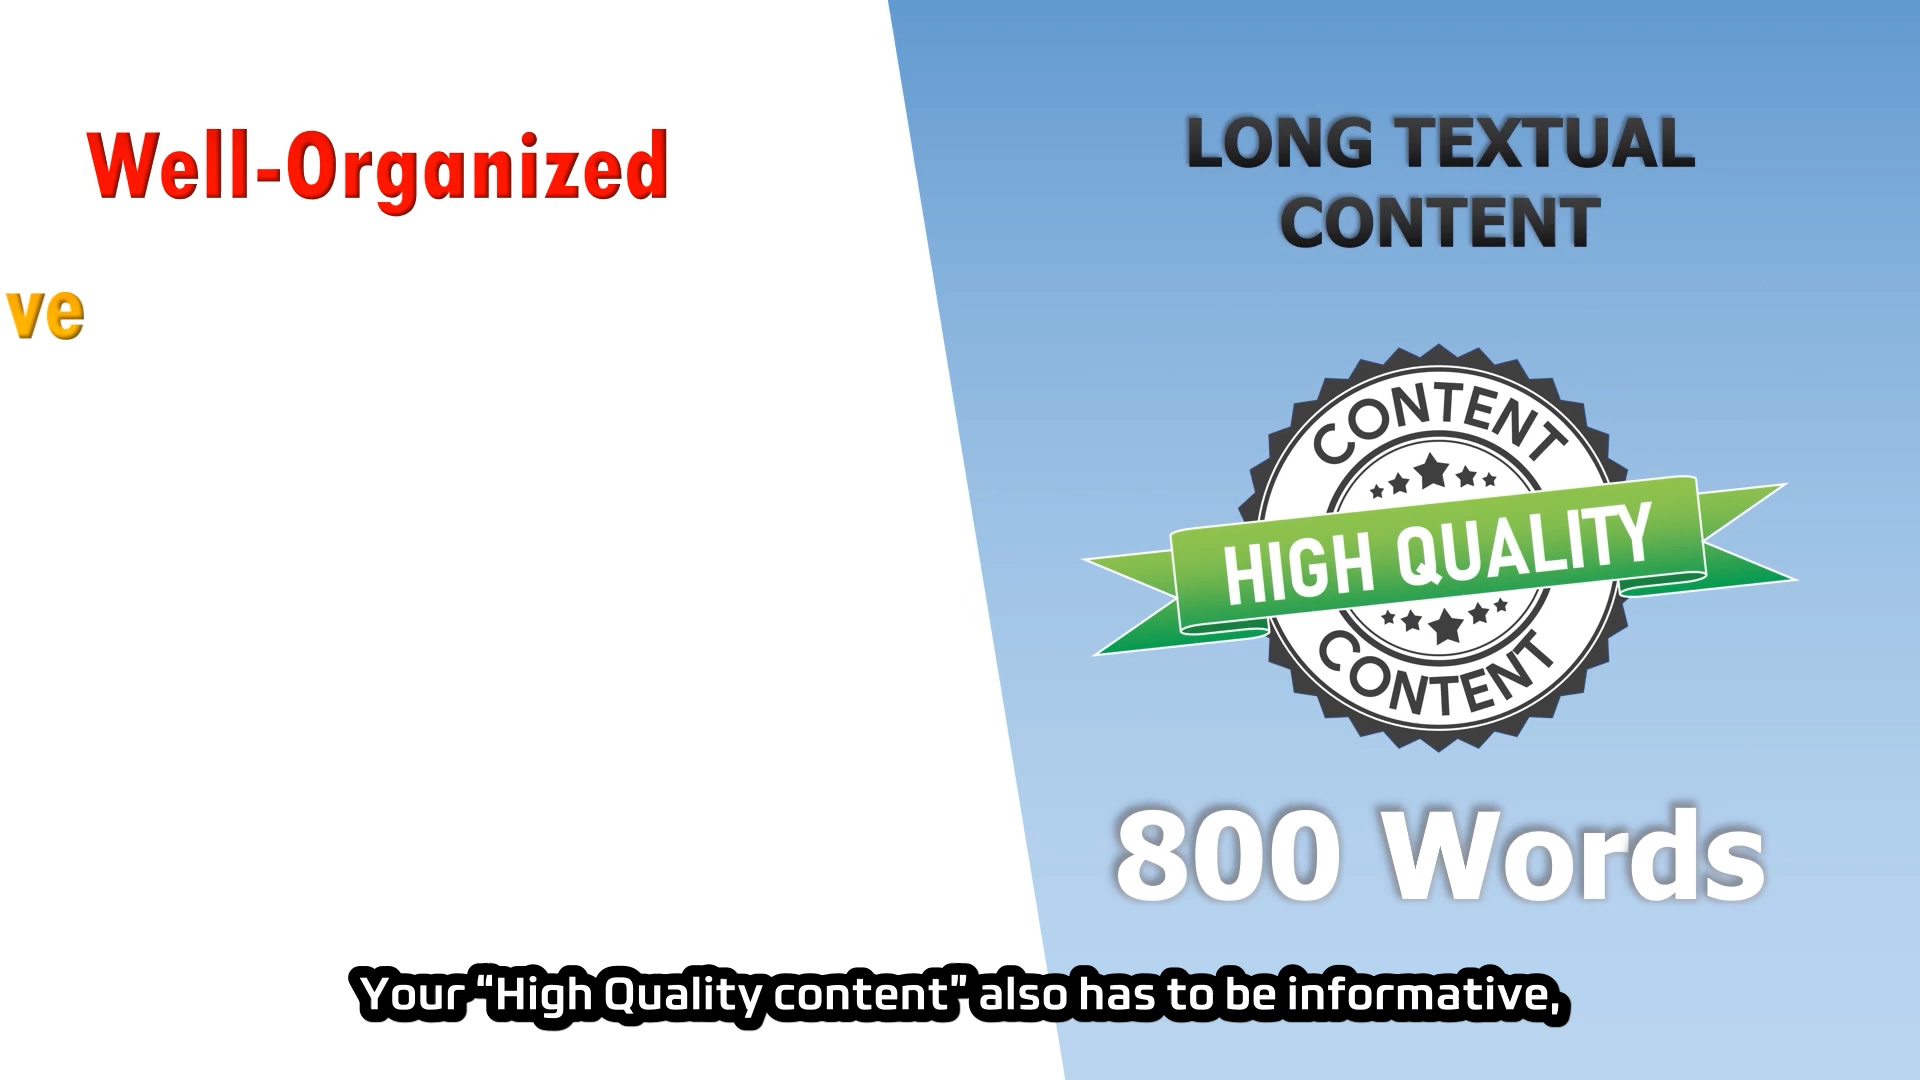 Well-Organized
ve
LONG TEXTUAL
CONTENT
CONTENT
HIGH QUALITY
CONTENT
800 Words
Your “High Quality content” also has to be informative,